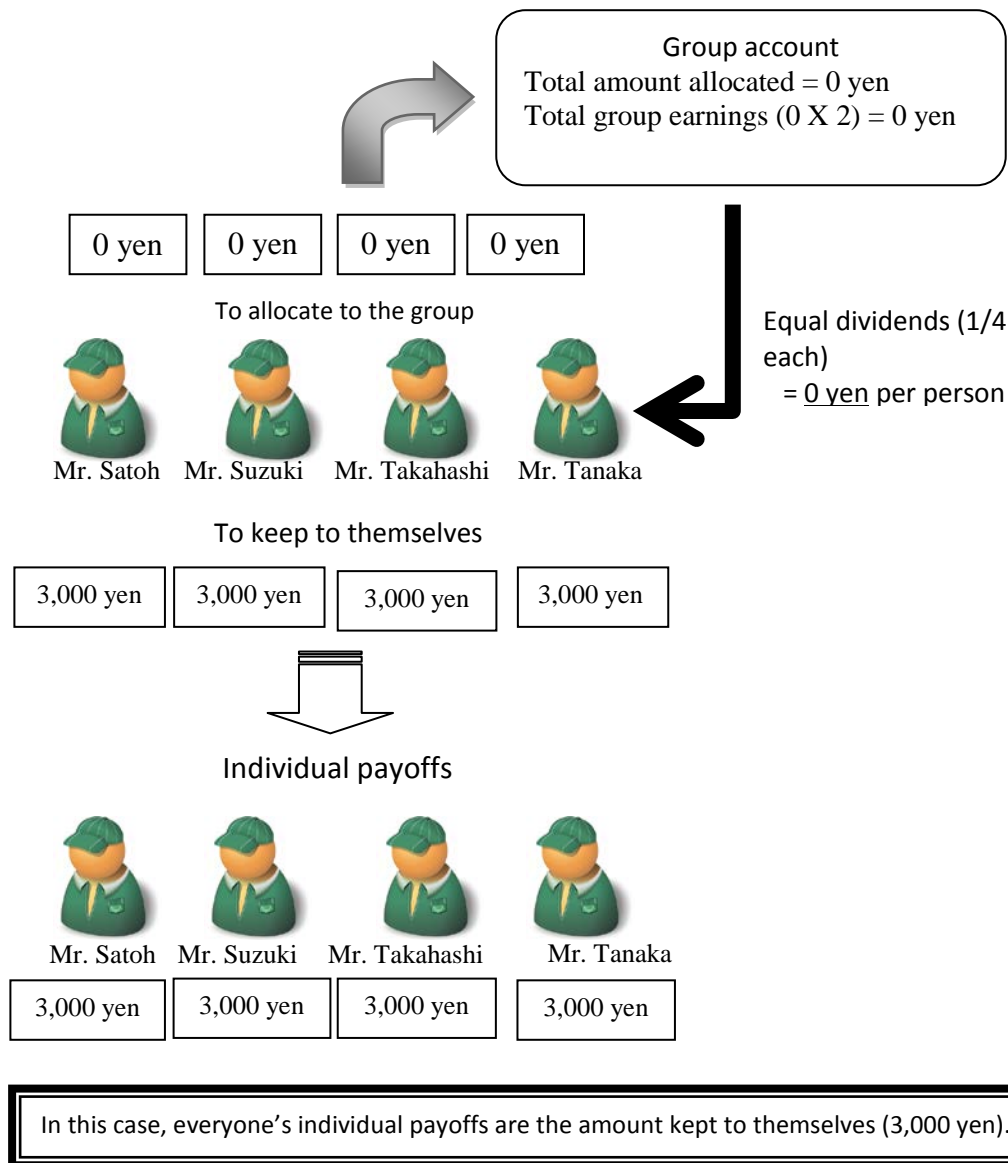 Group account
Total amount allocated = 0 yen
Total group earnings (0 X 2) = 0 yen
0 yen 0 yen 0 yen 0 yen
To allocate to the group
Equal dividends (1/4
each)
= 0 yen per person
Mr. Satoh Mr. Suzuki Mr. Takahashi Mr. Tanaka
To keep to themselves
3,000 yen 3,000 yen 3,000 yen 3,000 yen
Individual payoffs
Mr. Satoh Mr. Suzuki Mr. Takahashi Mr. Tanaka
3,000 yen 3,000 yen 3,000 yen 3,000 yen
In this case, everyone’s individual payoffs are the amount kept to themselves (3,000 yen).